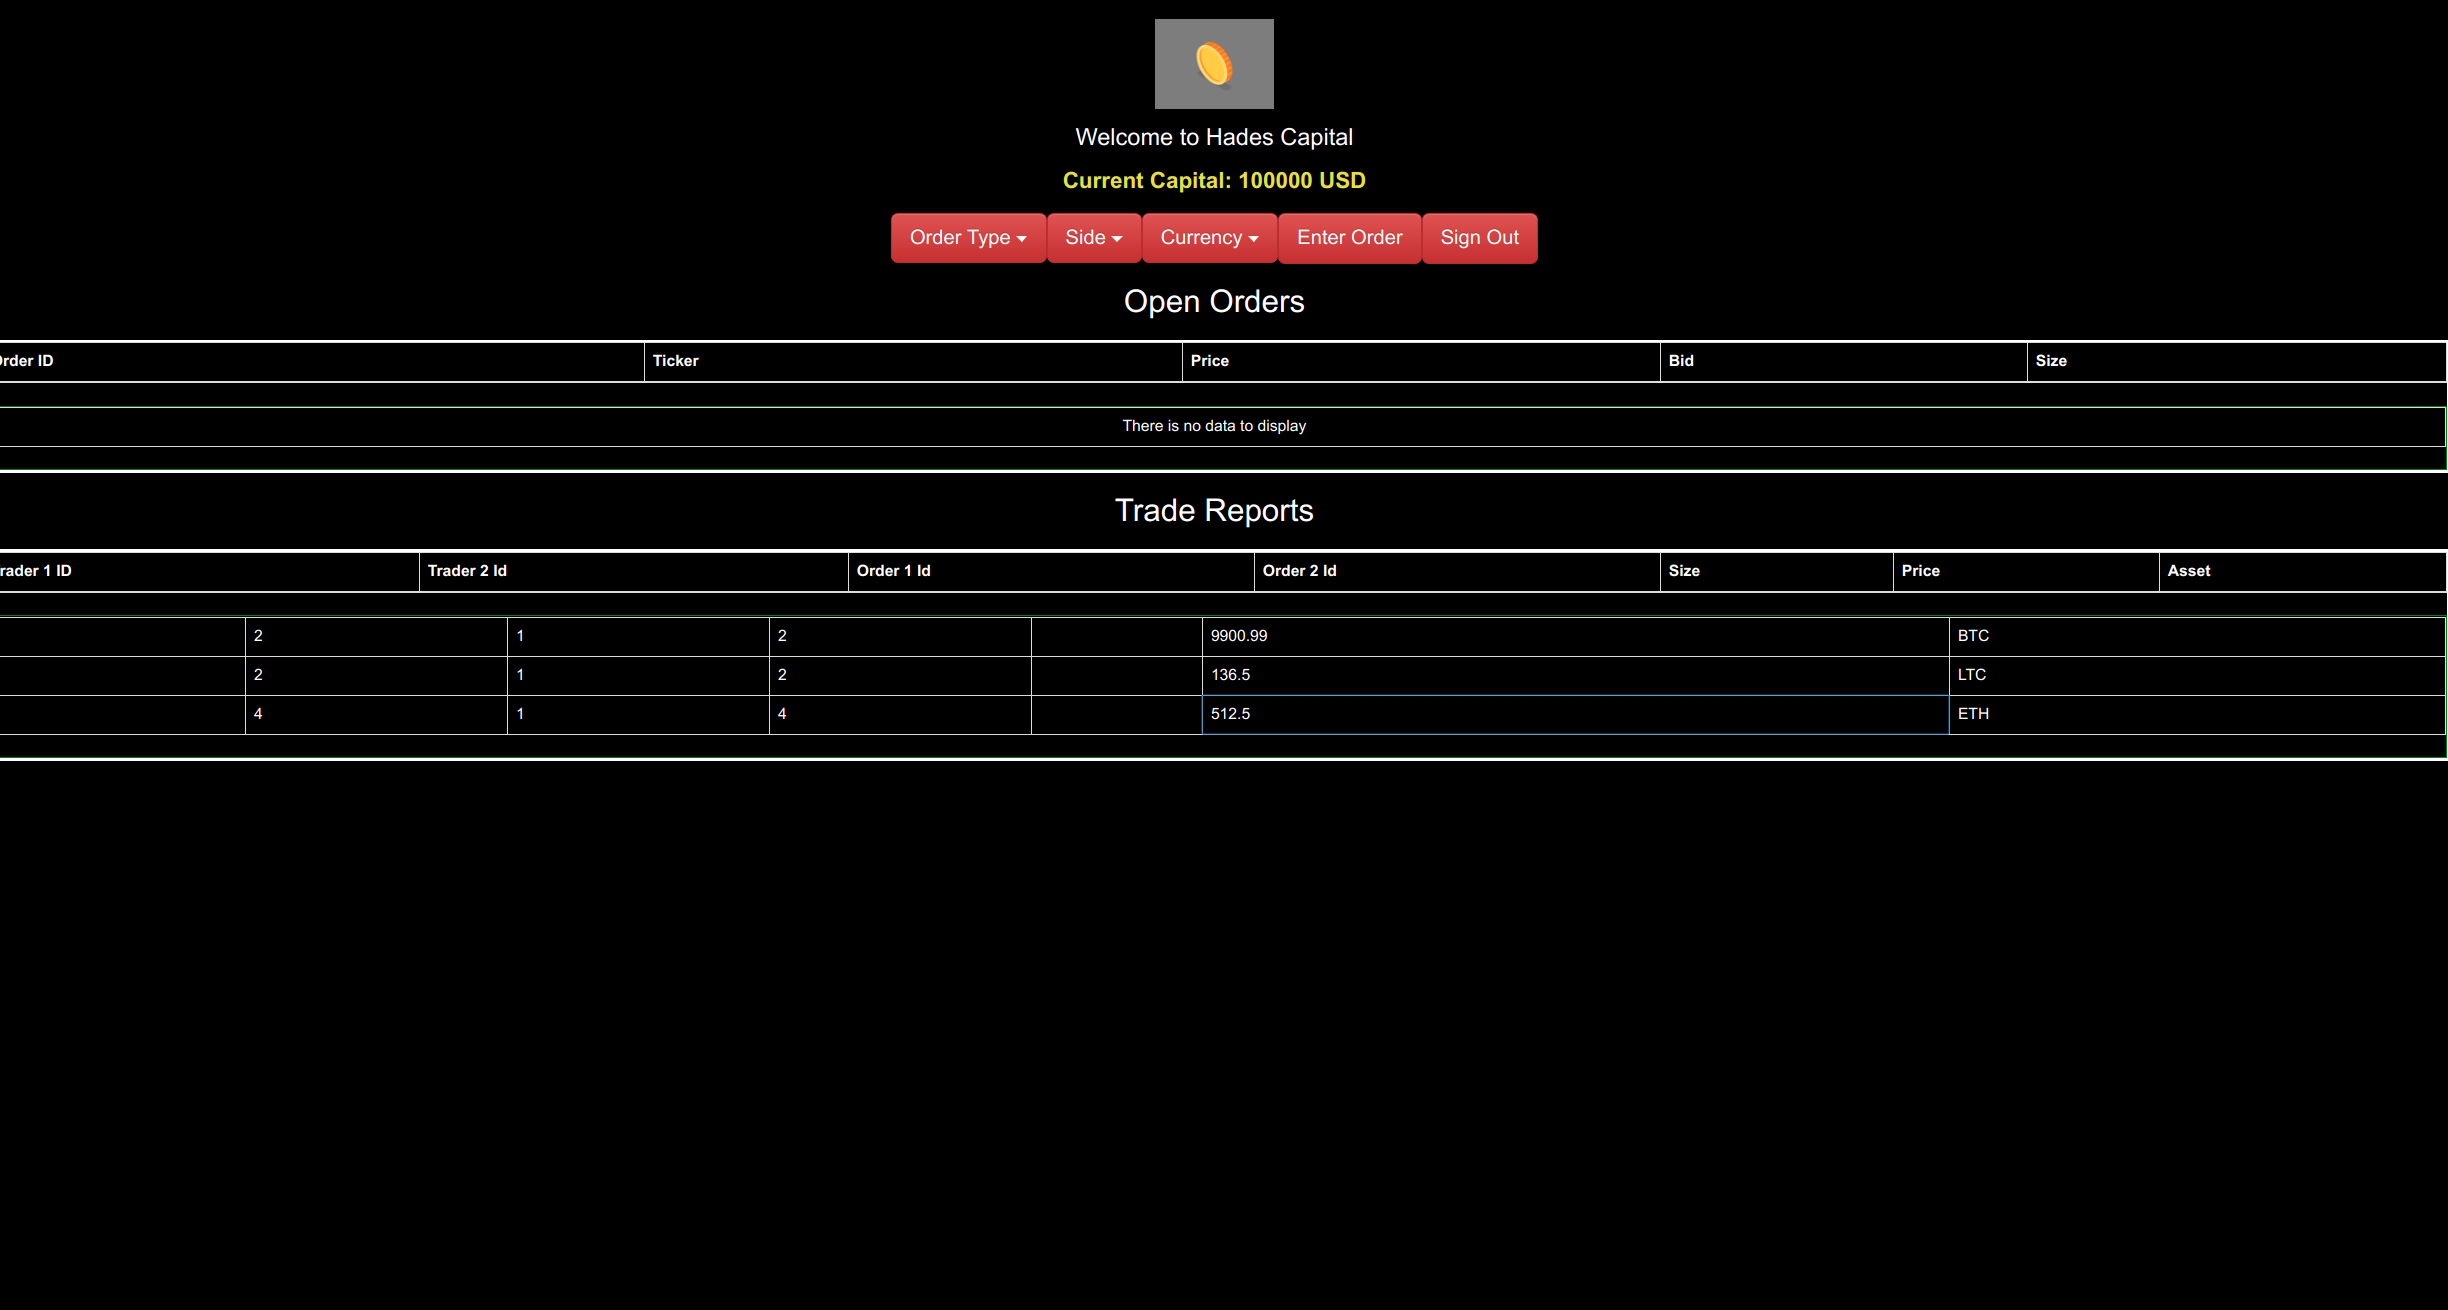 Welcome to Hades Capital
Current Capital: 100000 USD
Order Type Side Currency Enter Order Sign Out
Open Orders
rder ID Ticker Price Bid Size
There is no data to display
Trade Reports
rader 1 ID Trader 2 Id Order 1 Id Order 2 Id Size Price Asset
2 1 2 9900.99 BTC
2 1 2 136.5 LTC
4 1 4 512.5 ETH